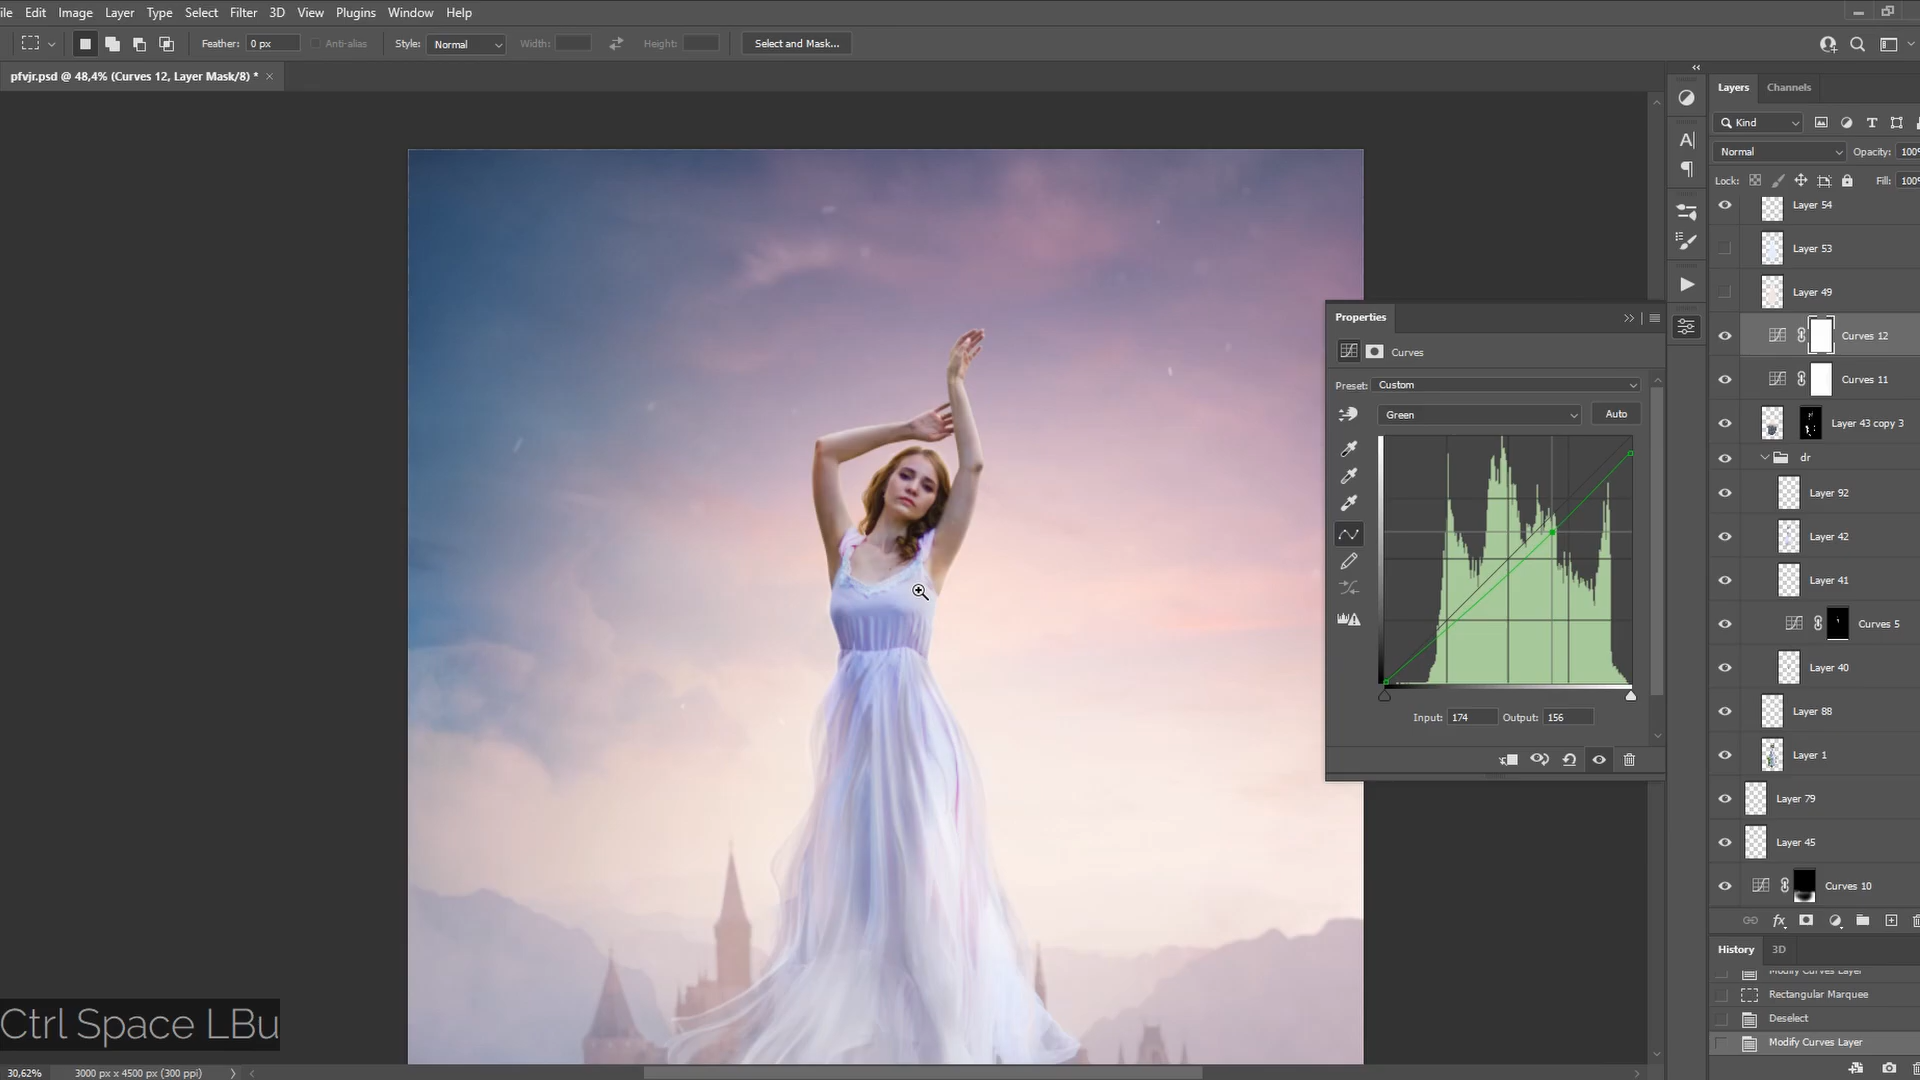 ile Edit Image Layer Type Select Filter 3D View Plugins Window Help
Feather: 0 px Anti-alias Style: Normal Width: Height: Select and Mask...
pfvjr.psd @ 48,4% (Curves 12, Layer Mask/8) *
Layers Channels
Kind
Normal Opacity: 100%
Lock: Fill: 100%
Layer 54
Layer 53
Layer 49
Curves 12
Curves 11
Layer 43 copy 3
dr
Layer 92
Layer 42
Layer 41
Curves 5
Layer 40
Layer 88
Layer 1
Layer 79
Layer 45
Curves 10
Properties
Curves
Preset: Custom
Green Auto
Input: 174 Output: 156
History 3D
Modify Curves Layer
Rectangular Marquee
Deselect
Modify Curves Layer
Ctrl Space LBu
30,62% 3000 px x 4500 px (300 ppi)